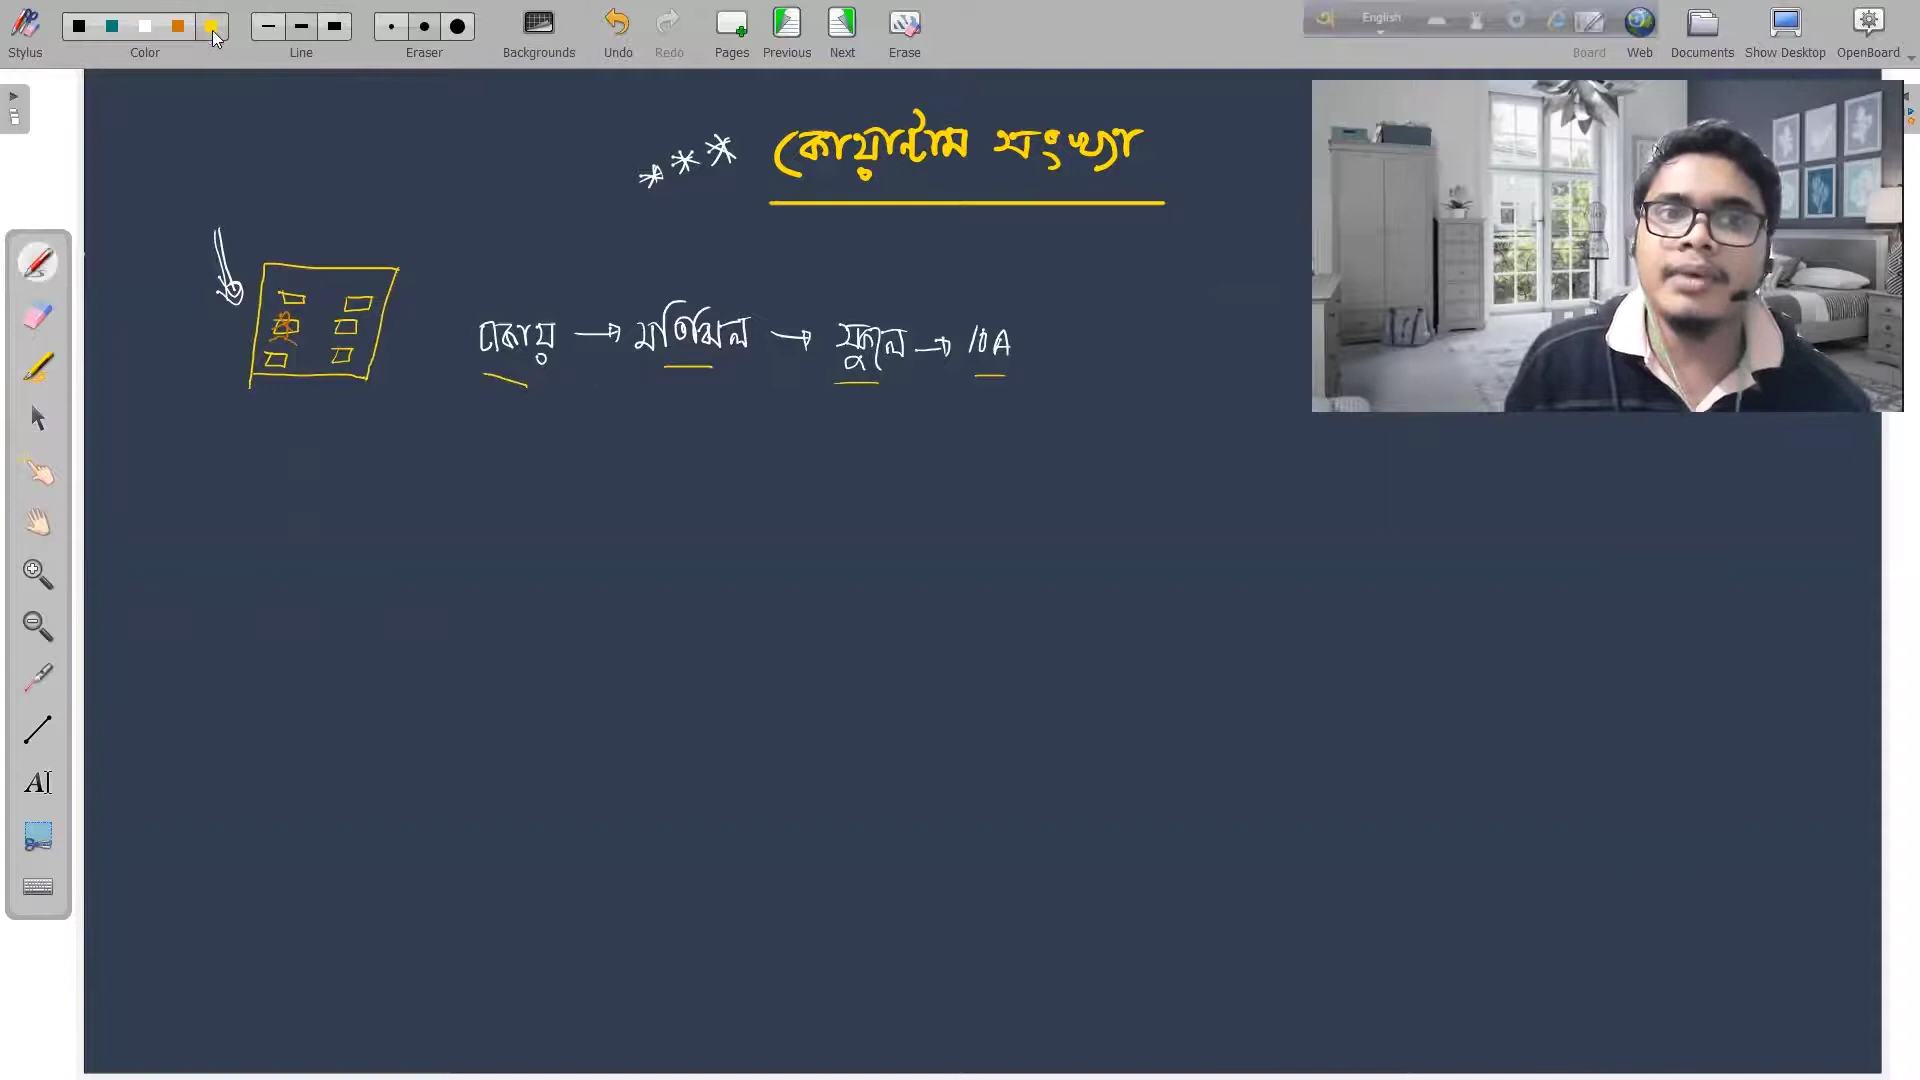 Stylus Color Line Eraser Backgrounds Undo Redo Pages Previous Next Erase English Board Web Documents Show Desktop OpenBoard
*** কোয়ান্টাম সংখ্যা
ঢাকায় → মতিঝিল → স্কুলে → 10A
AI